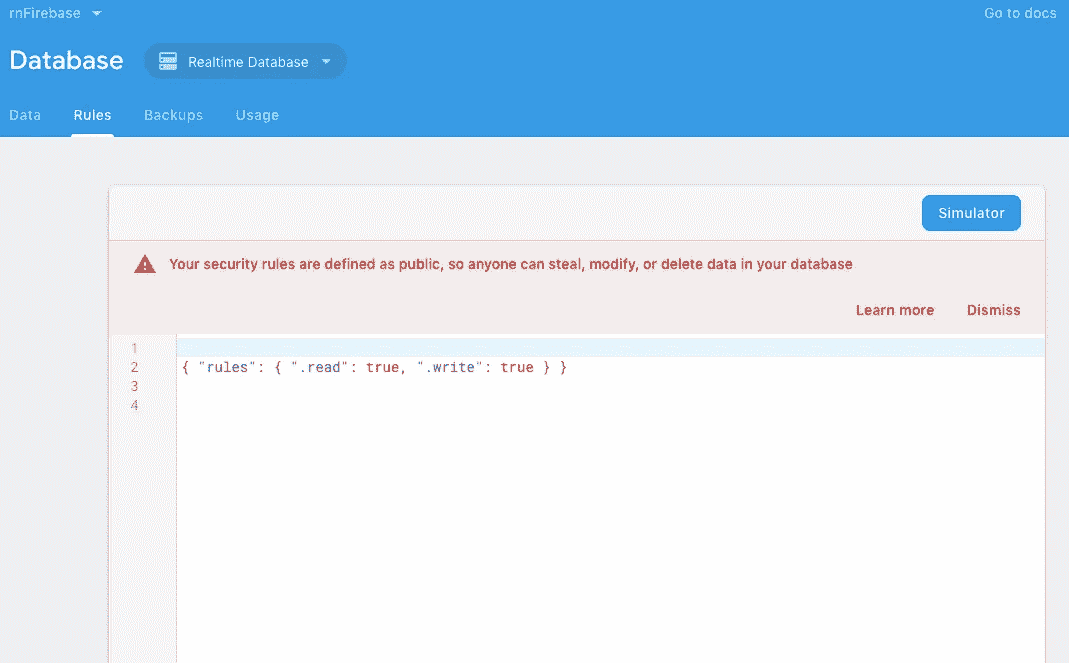 rnFirebase
Go to docs
Database
Realtime Database
Data Rules Backups Usage
Simulator
Your security rules are defined as public, so anyone can steal, modify, or delete data in your database
Learn more Dismiss
1
2 { "rules": { ".read": true, ".write": true } }
3
4